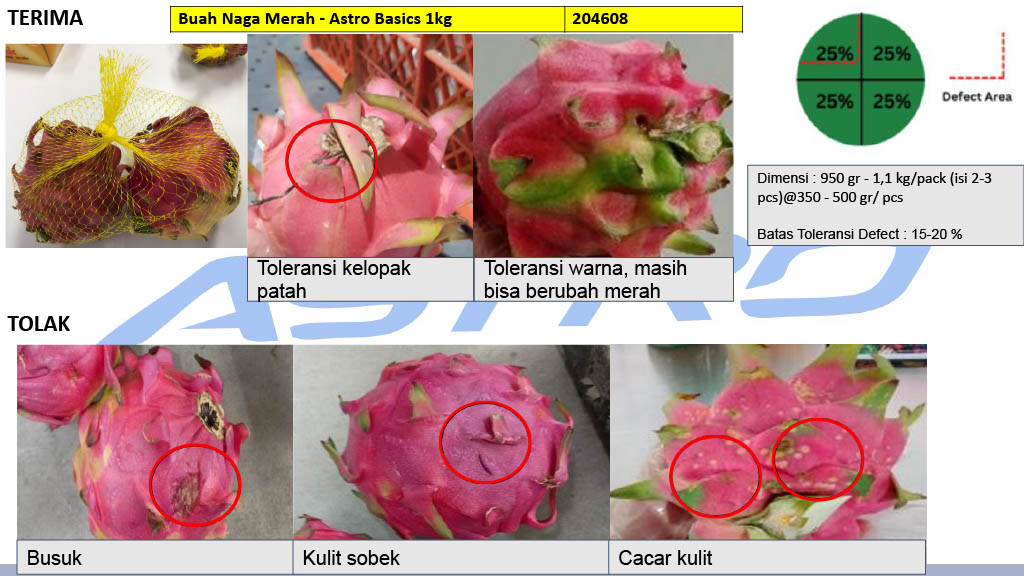 TERIMA
Buah Naga Merah - Astro Basics 1kg
204608
25%
25%
25%
25%
Defect Area
Dimensi : 950 gr - 1,1 kg/pack (isi 2-3
pcs)@350 - 500 gr/ pcs
Batas Toleransi Defect : 15-20 %
Toleransi kelopak
patah
Toleransi warna, masih
bisa berubah merah
ASTRO
TOLAK
Busuk
Kulit sobek
Cacar kulit